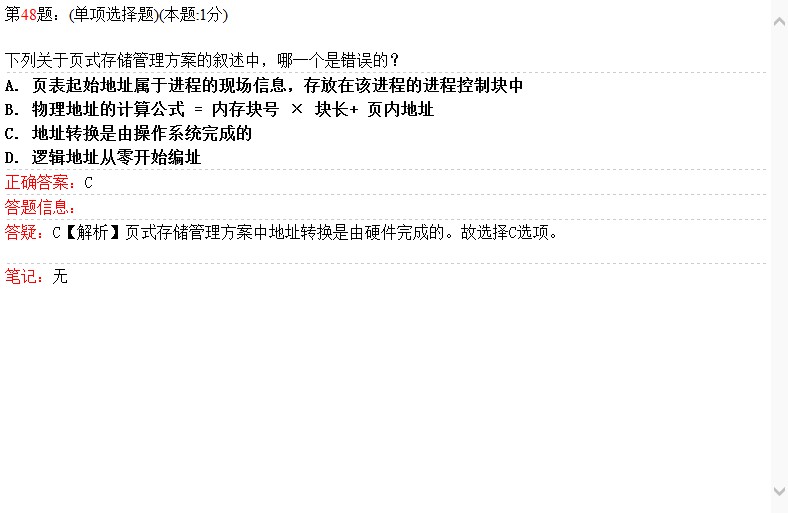 第48题：(单项选择题)(本题:1分)
下列关于页式存储管理方案的叙述中，哪一个是错误的？
A. 页表起始地址属于进程的现场信息，存放在该进程的进程控制块中
B. 物理地址的计算公式 = 内存块号 × 块长+ 页内地址
C. 地址转换是由操作系统完成的
D. 逻辑地址从零开始编址
正确答案：C
答题信息：
答疑：C【解析】页式存储管理方案中地址转换是由硬件完成的。故选择C选项。
笔记：无